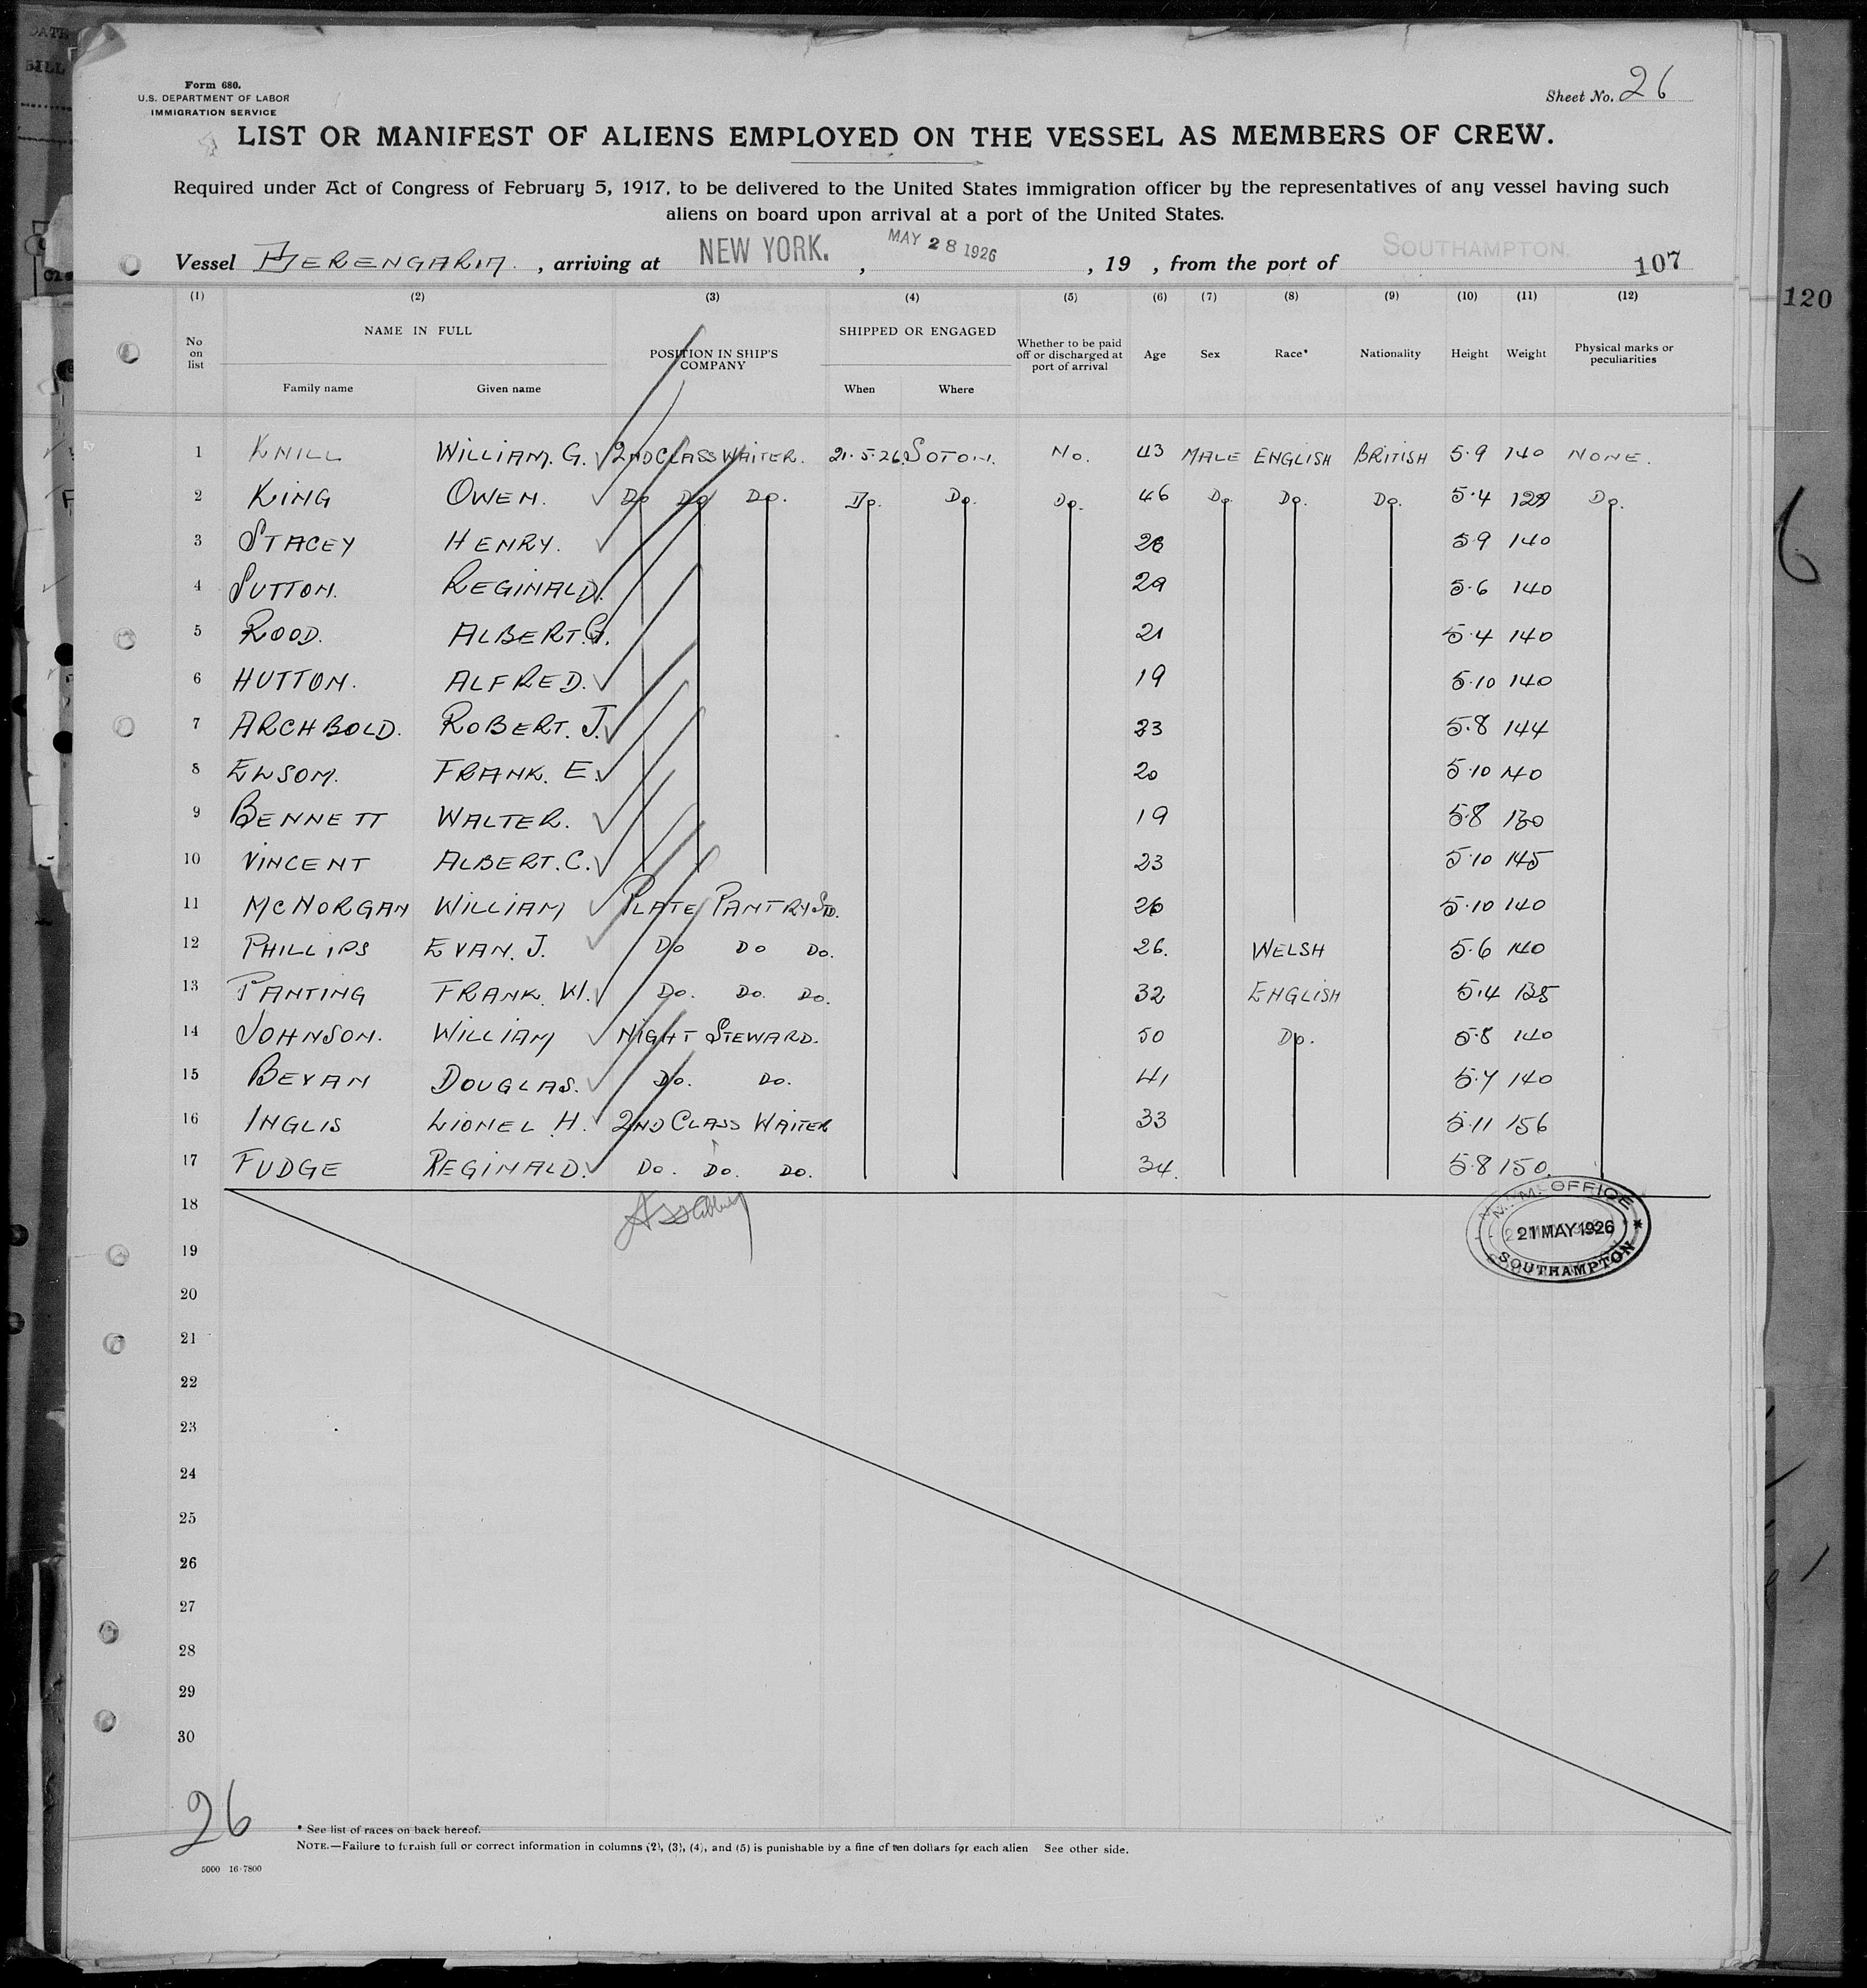 Form 680.
U.S. DEPARTMENT OF LABOR
IMMIGRATION SERVICE
Sheet No. 26
LIST OR MANIFEST OF ALIENS EMPLOYED ON THE VESSEL AS MEMBERS OF CREW.
Required under Act of Congress of February 5, 1917, to be delivered to the United States immigration officer by the representatives of any vessel having such
aliens on board upon arrival at a port of the United States.
Vessel BERENGARIA. , arriving at NEW YORK. , MAY 28 1926 , 19 , from the port of SOUTHAMPTON. 107
120
(1) (2) (3) (4) (5) (6) (7) (8) (9) (10) (11) (12)
No on list NAME IN FULL Family name Given name POSITION IN SHIP'S COMPANY SHIPPED OR ENGAGED When Where Whether to be paid off or discharged at port of arrival Age Sex Race* Nationality Height Weight Physical marks or peculiarities
1 KNILL WILLIAM. G. 2ND CLASS WAITER. 21.5.26. SOTON. No. 43 MALE ENGLISH BRITISH 5.9 140 NONE.
2 KING OWEN. Do Do Do. Do. Do. Do. 46 Do. Do. Do. 5.4 Do.
3 STACEY HENRY. 5 9 140
4 SUTTON. REGINALD. 29 5.6 140
5 ROOD. ALBERT. G. 21 5.4 140
6 HUTTON. ALFRED. 19 5.10 140
7 ARCHBOLD. ROBERT. J. 23 5.8 144
8 ELSOM. FRANK. E. 20 5.10 140
9 BENNETT WALTER. 19 5.8 130
10 VINCENT ALBERT. C. 23 5.10 145
11 MCNORGAN WILLIAM PLATE PANTRY STD. 26 5.10 140
12 PHILLIPS EVAN. J. Do Do Do. 26. WELSH 5.6 140
13 PANTING FRANK. W. Do. Do. Do. 32 ENGLISH 5.4 135
14 JOHNSON. WILLIAM NIGHT STEWARD. 50 Do. 5.8 140
15 BEVAN DOUGLAS. Do. Do. 41 5.7 140
16 INGLIS LIONEL. H. 2ND CLASS WAITER 33 5.11 156
17 FUDGE REGINALD. Do. Do. Do. 34. 5.8 150.
18
19
20
21
22
23
24
25
26
27
28
29
30
M.M. OFFICE
21 MAY 1926
SOUTHAMPTON
26
* See list of races on back hereof.
NOTE.—Failure to furnish full or correct information in columns (2), (3), (4), and (5) is punishable by a fine of ten dollars for each alien See other side.
5000 16-7800